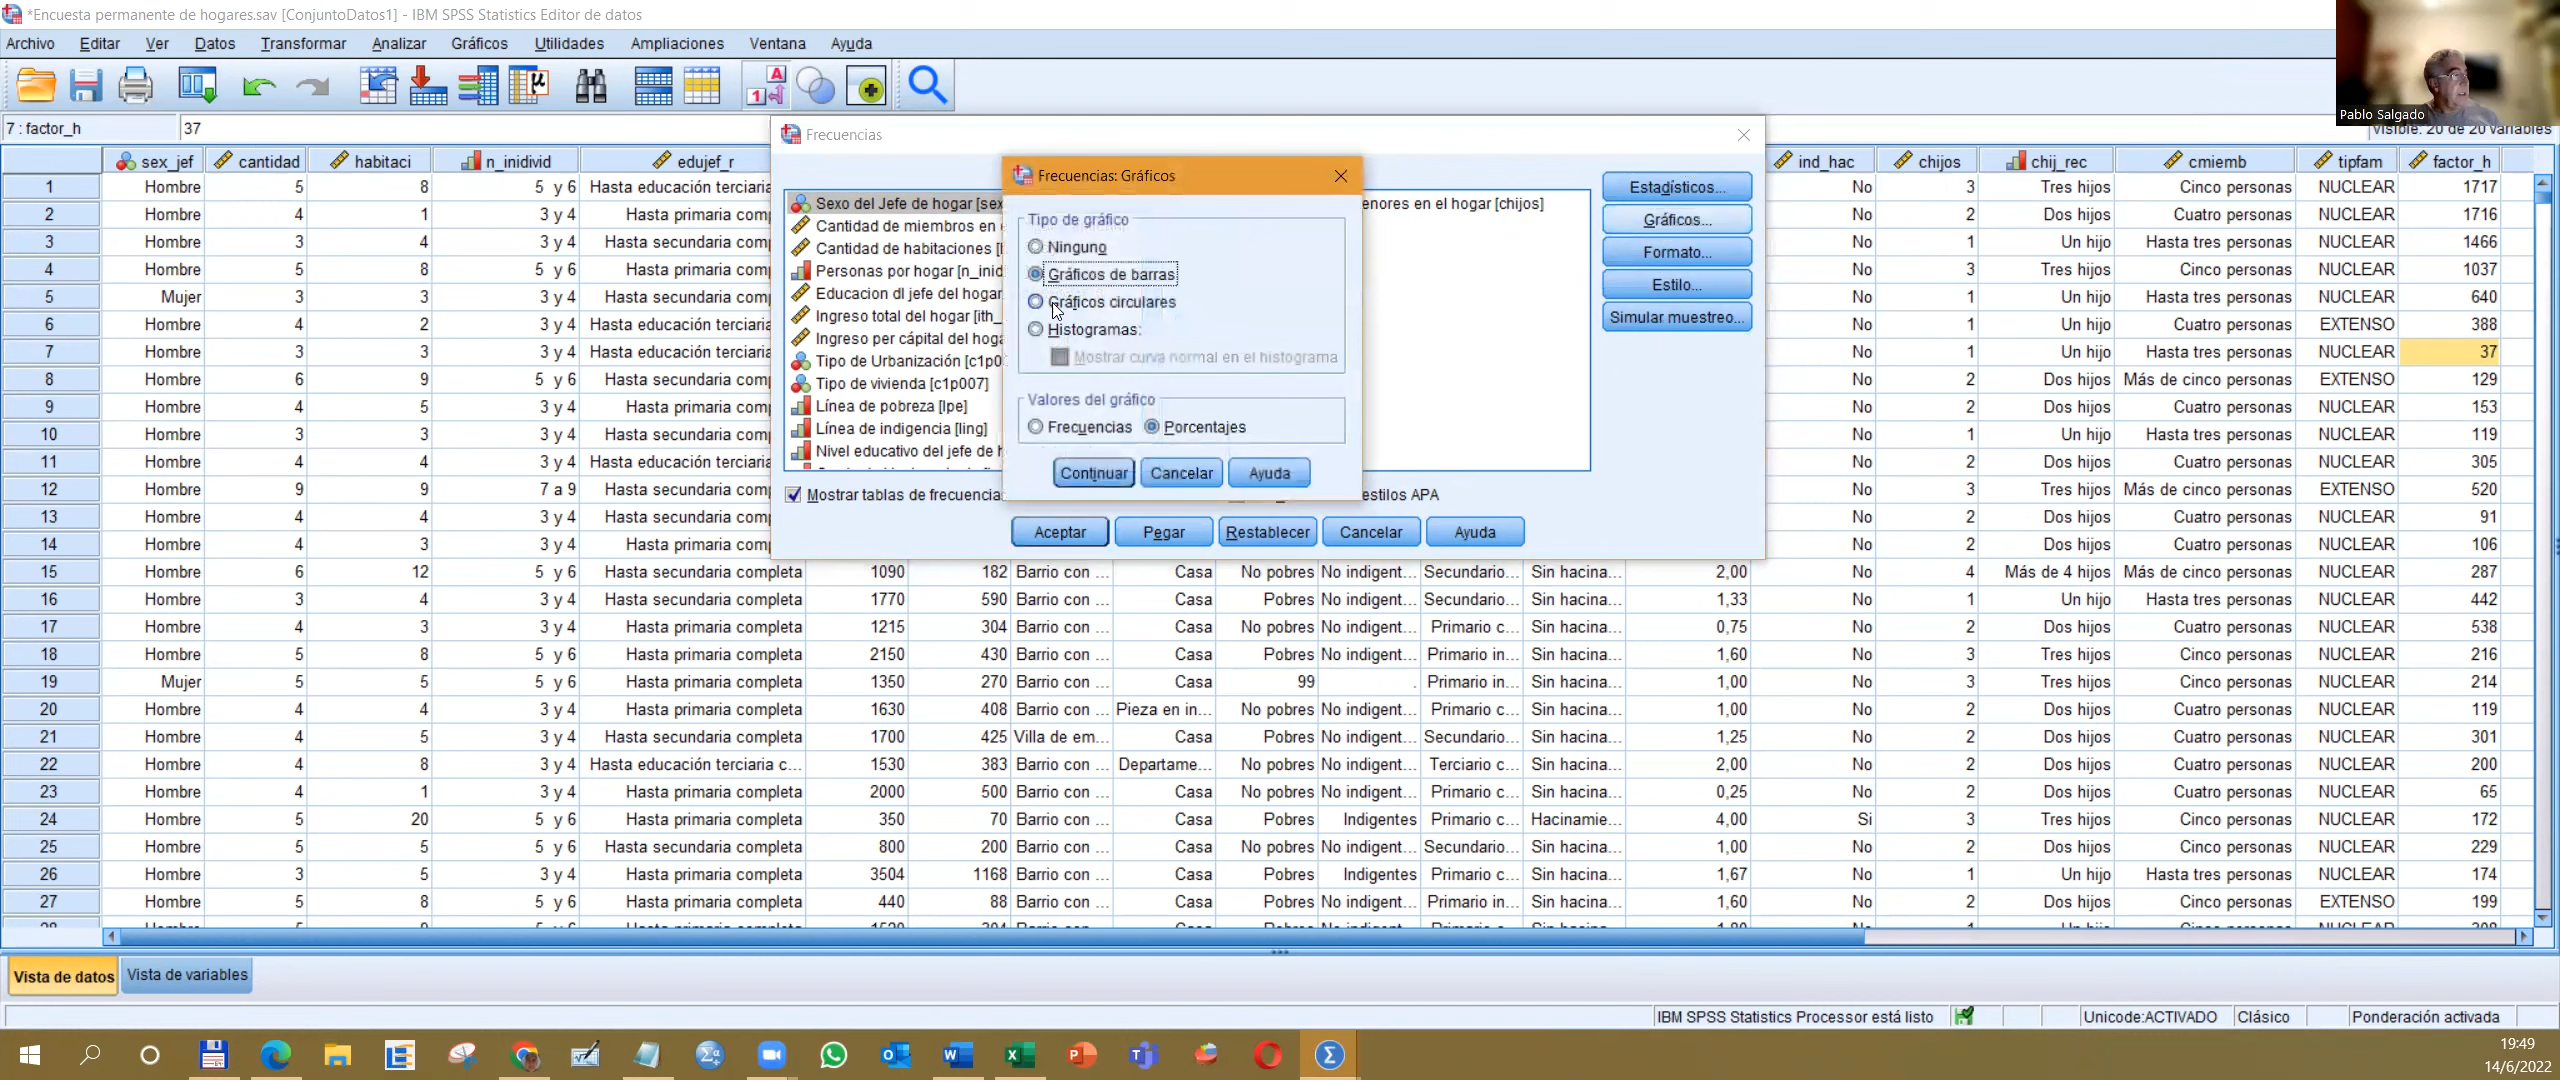 *Encuesta permanente de hogares.sav [ConjuntoDatos1] - IBM SPSS Statistics Editor de datos
Archivo Editar Ver Datos Transformar Analizar Gráficos Utilidades Ampliaciones Ventana Ayuda
Pablo Salgado
7 : factor_h 37
Visible: 20 de 20 variables
sex_jef cantidad habitaci n_inidivid edujef_r ind_hac chijos chij_rec cmiemb tipfam factor_h
1 Hombre 5 8 5 y 6 Hasta educación terciaria No 3 Tres hijos Cinco personas NUCLEAR 1717
2 Hombre 4 1 3 y 4 Hasta primaria com No 2 Dos hijos Cuatro personas NUCLEAR 1716
3 Hombre 3 4 3 y 4 Hasta secundaria com No 1 Un hijo Hasta tres personas NUCLEAR 1466
4 Hombre 4 8 5 y 6 Hasta primaria com No 3 Tres hijos Cinco personas NUCLEAR 1037
5 Mujer 3 3 3 y 4 Hasta secundaria com No 1 Un hijo Hasta tres personas NUCLEAR 640
6 Hombre 4 2 3 y 4 Hasta educación terciaria No 1 Un hijo Cuatro personas EXTENSO 388
7 Hombre 3 3 3 y 4 Hasta educación terciaria No 1 Un hijo Hasta tres personas NUCLEAR 37
8 Hombre 6 9 5 y 6 Hasta secundaria com No 2 Dos hijos Más de cinco personas EXTENSO 129
9 Hombre 4 5 3 y 4 Hasta primaria com No 2 Dos hijos Cuatro personas NUCLEAR 153
10 Hombre 3 3 3 y 4 Hasta secundaria com No 1 Un hijo Hasta tres personas NUCLEAR 119
11 Hombre 4 4 3 y 4 Hasta educación terciaria No 2 Dos hijos Cuatro personas NUCLEAR 305
12 Hombre 9 9 7 a 9 Hasta secundaria com No 3 Tres hijos Más de cinco personas EXTENSO 520
13 Hombre 4 4 3 y 4 Hasta secundaria com No 2 Dos hijos Cuatro personas NUCLEAR 91
14 Hombre 4 3 3 y 4 Hasta primaria com No 2 Dos hijos Cuatro personas NUCLEAR 106
15 Hombre 6 12 5 y 6 Hasta secundaria completa 1090 182 Barrio con ... Casa No pobres No indigent... Secundario... Sin hacina... 2,00 No 4 Más de 4 hijos Más de cinco personas NUCLEAR 287
16 Hombre 3 4 3 y 4 Hasta secundaria completa 1770 590 Barrio con ... Casa Pobres No indigent... Secundario... Sin hacina... 1,33 No 1 Un hijo Hasta tres personas NUCLEAR 442
17 Hombre 4 3 3 y 4 Hasta primaria completa 1215 304 Barrio con ... Casa No pobres No indigent... Primario c... Sin hacina... 0,75 No 2 Dos hijos Cuatro personas NUCLEAR 538
18 Hombre 5 8 5 y 6 Hasta primaria completa 2150 430 Barrio con ... Casa Pobres No indigent... Primario in... Sin hacina... 1,60 No 3 Tres hijos Cinco personas NUCLEAR 216
19 Mujer 5 5 5 y 6 Hasta primaria completa 1350 270 Barrio con ... Casa 99 . Primario in... Sin hacina... 1,00 No 3 Tres hijos Cinco personas NUCLEAR 214
20 Hombre 4 4 3 y 4 Hasta primaria completa 1630 408 Barrio con ... Pieza en in... No pobres No indigent... Primario c... Sin hacina... 1,00 No 2 Dos hijos Cuatro personas NUCLEAR 119
21 Hombre 4 5 3 y 4 Hasta secundaria completa 1700 425 Villa de em... Casa Pobres No indigent... Secundario... Sin hacina... 1,25 No 2 Dos hijos Cuatro personas NUCLEAR 301
22 Hombre 4 8 3 y 4 Hasta educación terciaria c... 1530 383 Barrio con ... Departame... No pobres No indigent... Terciario c... Sin hacina... 2,00 No 2 Dos hijos Cuatro personas NUCLEAR 200
23 Hombre 4 1 3 y 4 Hasta primaria completa 2000 500 Barrio con ... Casa No pobres No indigent... Primario c... Sin hacina... 0,25 No 2 Dos hijos Cuatro personas NUCLEAR 65
24 Hombre 5 20 5 y 6 Hasta primaria completa 350 70 Barrio con ... Casa Pobres Indigentes Primario c... Hacinamie... 4,00 Si 3 Tres hijos Cinco personas NUCLEAR 172
25 Hombre 5 5 5 y 6 Hasta secundaria completa 800 200 Barrio con ... Casa No pobres No indigent... Secundario... Sin hacina... 1,00 No 2 Dos hijos Cinco personas NUCLEAR 229
26 Hombre 3 5 3 y 4 Hasta primaria completa 3504 1168 Barrio con ... Casa Pobres Indigentes Primario c... Sin hacina... 1,67 No 1 Un hijo Hasta tres personas NUCLEAR 174
27 Hombre 5 8 5 y 6 Hasta primaria completa 440 88 Barrio con ... Casa Pobres No indigent... Primario in... Sin hacina... 1,60 No 2 Dos hijos Cinco personas EXTENSO 199
Frecuencias
Sexo del Jefe de hogar [sex
Cantidad de miembros en
Cantidad de habitaciones [
Personas por hogar [n_inid
Educacion dl jefe del hogar
Ingreso total del hogar [ith_
Ingreso per cápital del hoga
Tipo de Urbanización [c1p0
Tipo de vivienda [c1p007]
Línea de pobreza [lpe]
Línea de indigencia [ling]
Nivel educativo del jefe de h
enores en el hogar [chijos]
Estadísticos...
Gráficos...
Formato...
Estilo...
Simular muestreo...
Mostrar tablas de frecuencia
estilos APA
Aceptar Pegar Restablecer Cancelar Ayuda
Frecuencias: Gráficos
Tipo de gráfico
Ninguno
Gráficos de barras
Gráficos circulares
Histogramas:
Mostrar curva normal en el histograma
Valores del gráfico
Frecuencias Porcentajes
Continuar Cancelar Ayuda
Vista de datos Vista de variables
IBM SPSS Statistics Processor está listo Unicode:ACTIVADO Clásico Ponderación activada
19:49
14/6/2022